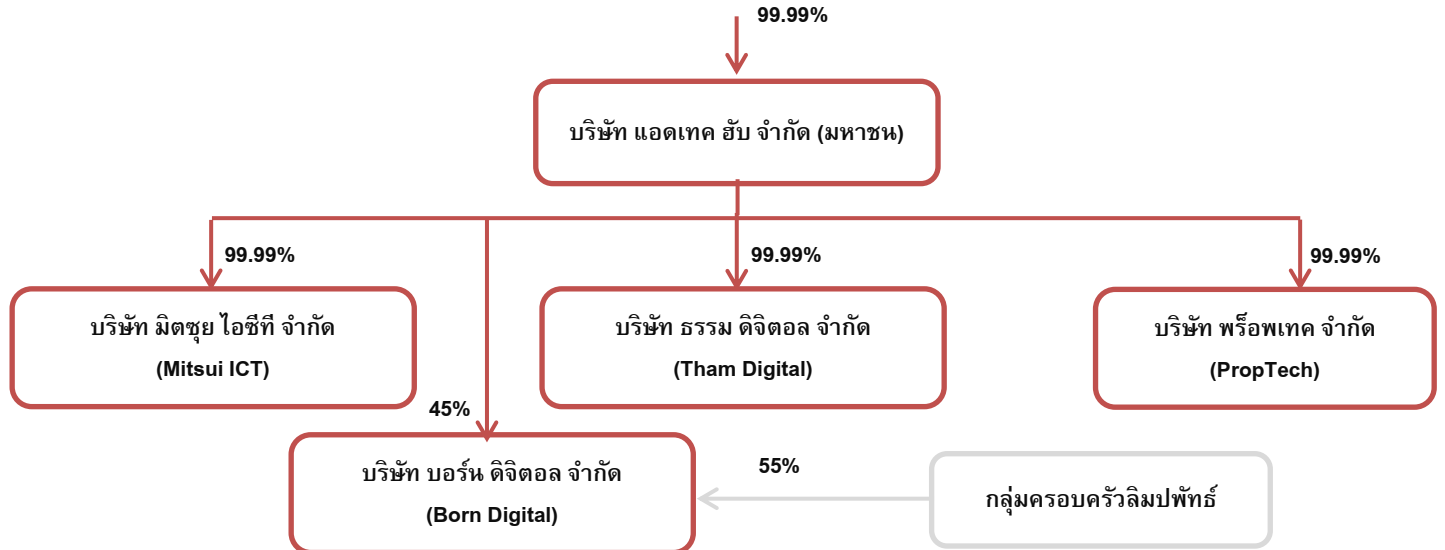 99.99%
บริษัท แอดเทค ฮับ จำกัด (มหาชน)
99.99%
99.99%
99.99%
บริษัท มิตซุย ไอซีที จำกัด
(Mitsui ICT)
บริษัท ธรรม ดิจิตอล จำกัด
(Tham Digital)
บริษัท พร็อพเทค จำกัด
(PropTech)
45%
บริษัท บอร์น ดิจิตอล จำกัด
(Born Digital)
55%
กลุ่มครอบครัวลิมปพัทธ์